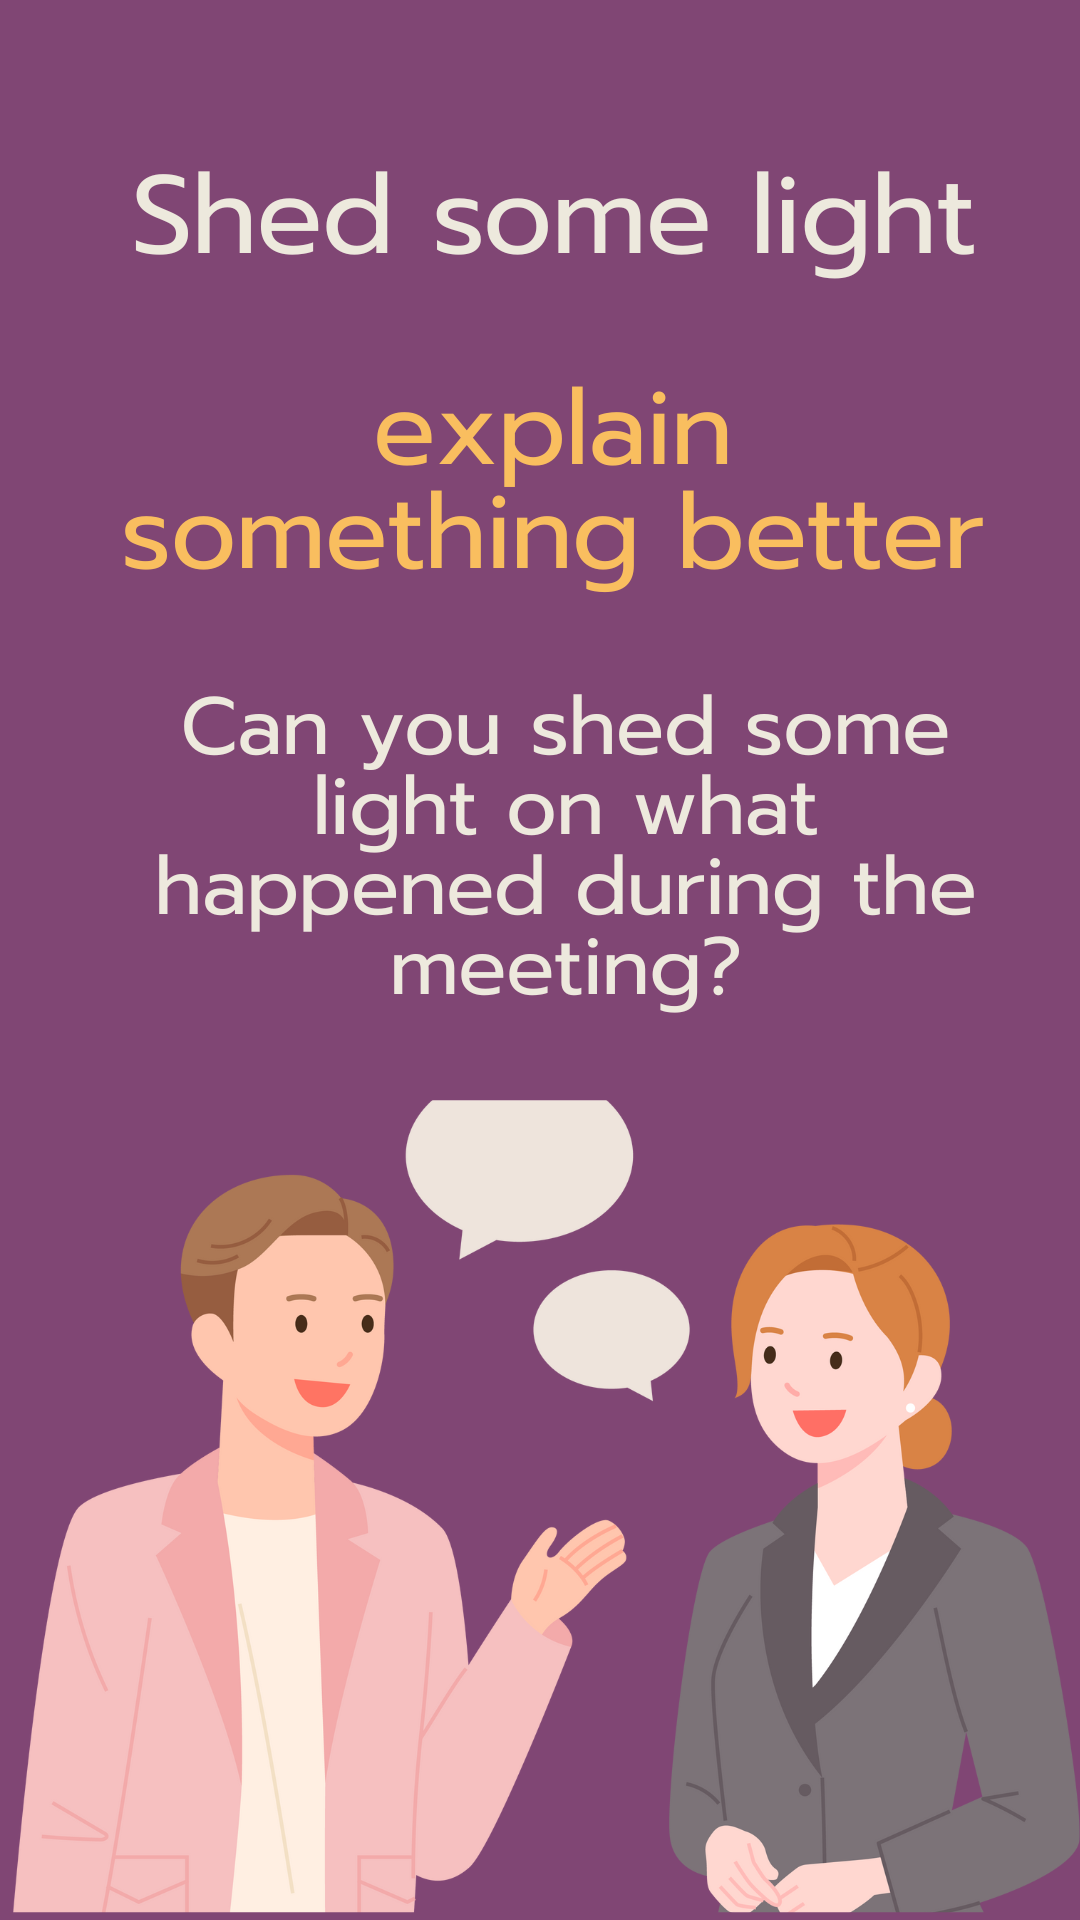 Shed some light
explain
something better
Can you shed some
light on what
happened during the
meeting?